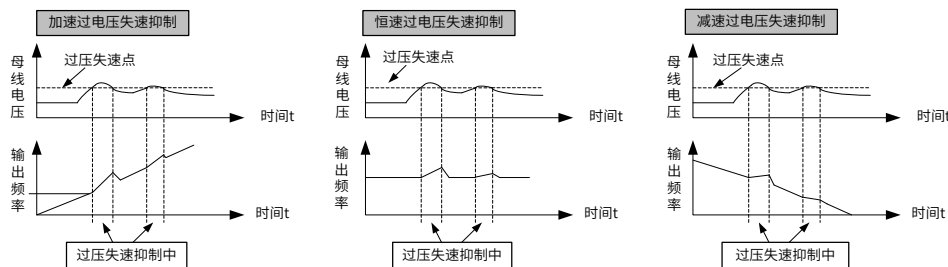 加速过电压失速抑制
母线电压
过压失速点
时间t
输出频率
时间t
过压失速抑制中
恒速过电压失速抑制
母线电压
过压失速点
时间t
输出频率
时间t
过压失速抑制中
减速过电压失速抑制
母线电压
过压失速点
时间t
输出频率
时间t
过压失速抑制中